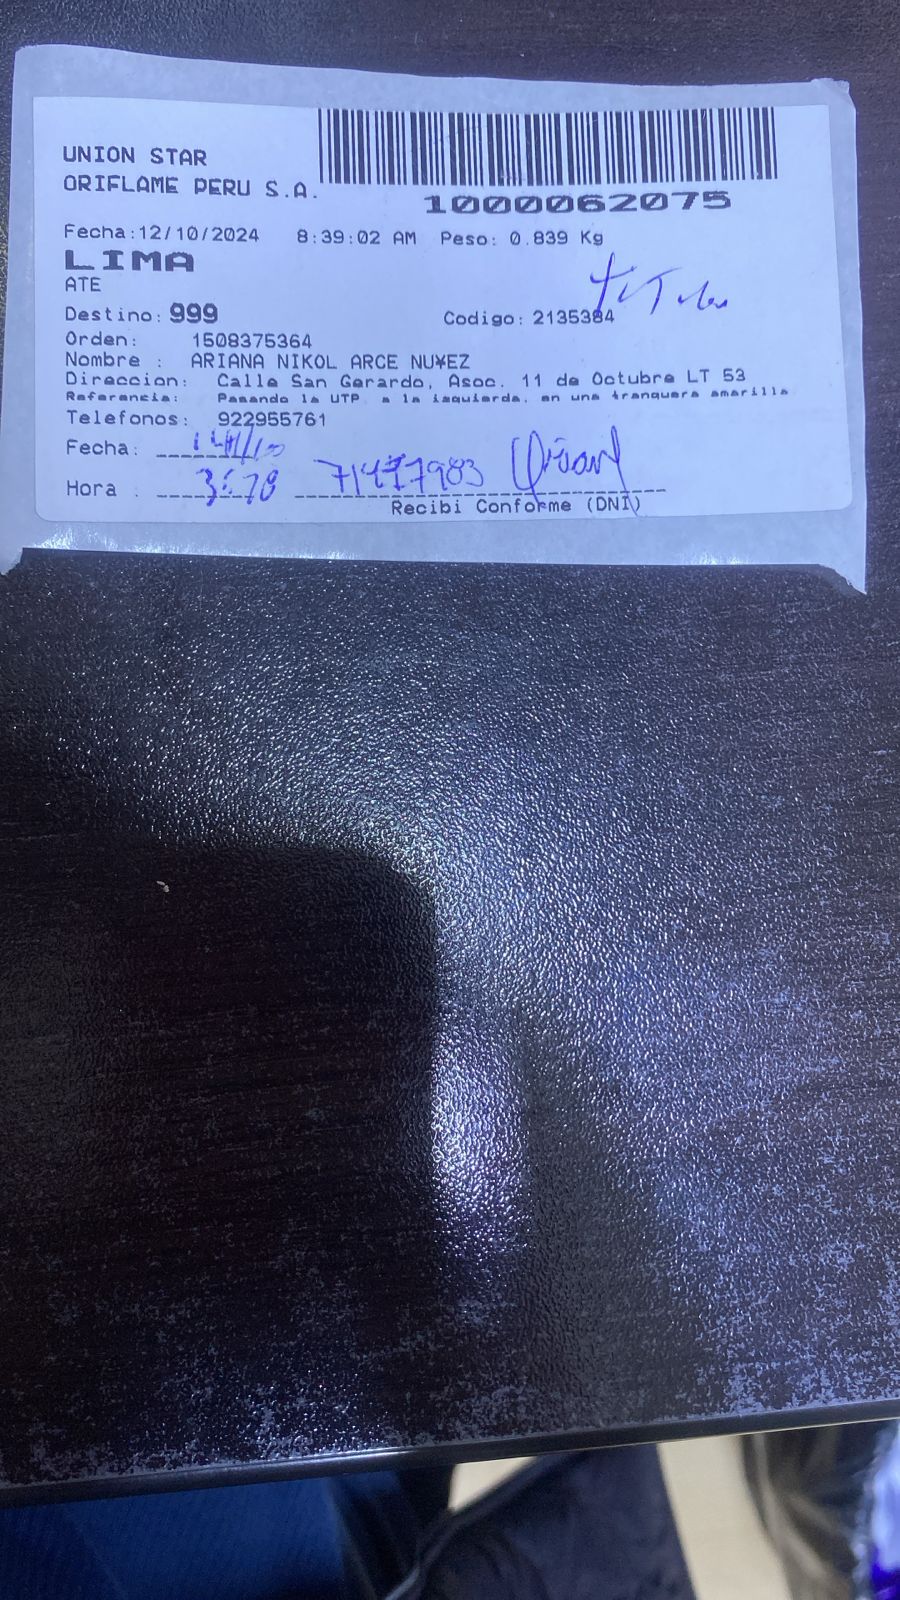 UNION STAR
ORIFLAME PERU S.A.
1000062075
Fecha:12/10/2024 8:39:02 AM Peso: 0.839 Kg
LIMA
ATE
Destino: 999 Codigo: 2135384
Orden: 1508375364
Nombre : ARIANA NIKOL ARCE NU¥EZ
Direccion: Calle San Gerardo, Asoc. 11 de Octubre LT 53
Referencia: Pasando la UTP, a la izquierda, en una tranquera amarilla
Telefonos: 922955761
Fecha:
Hora : 71477983
Recibi Conforme (DNI)